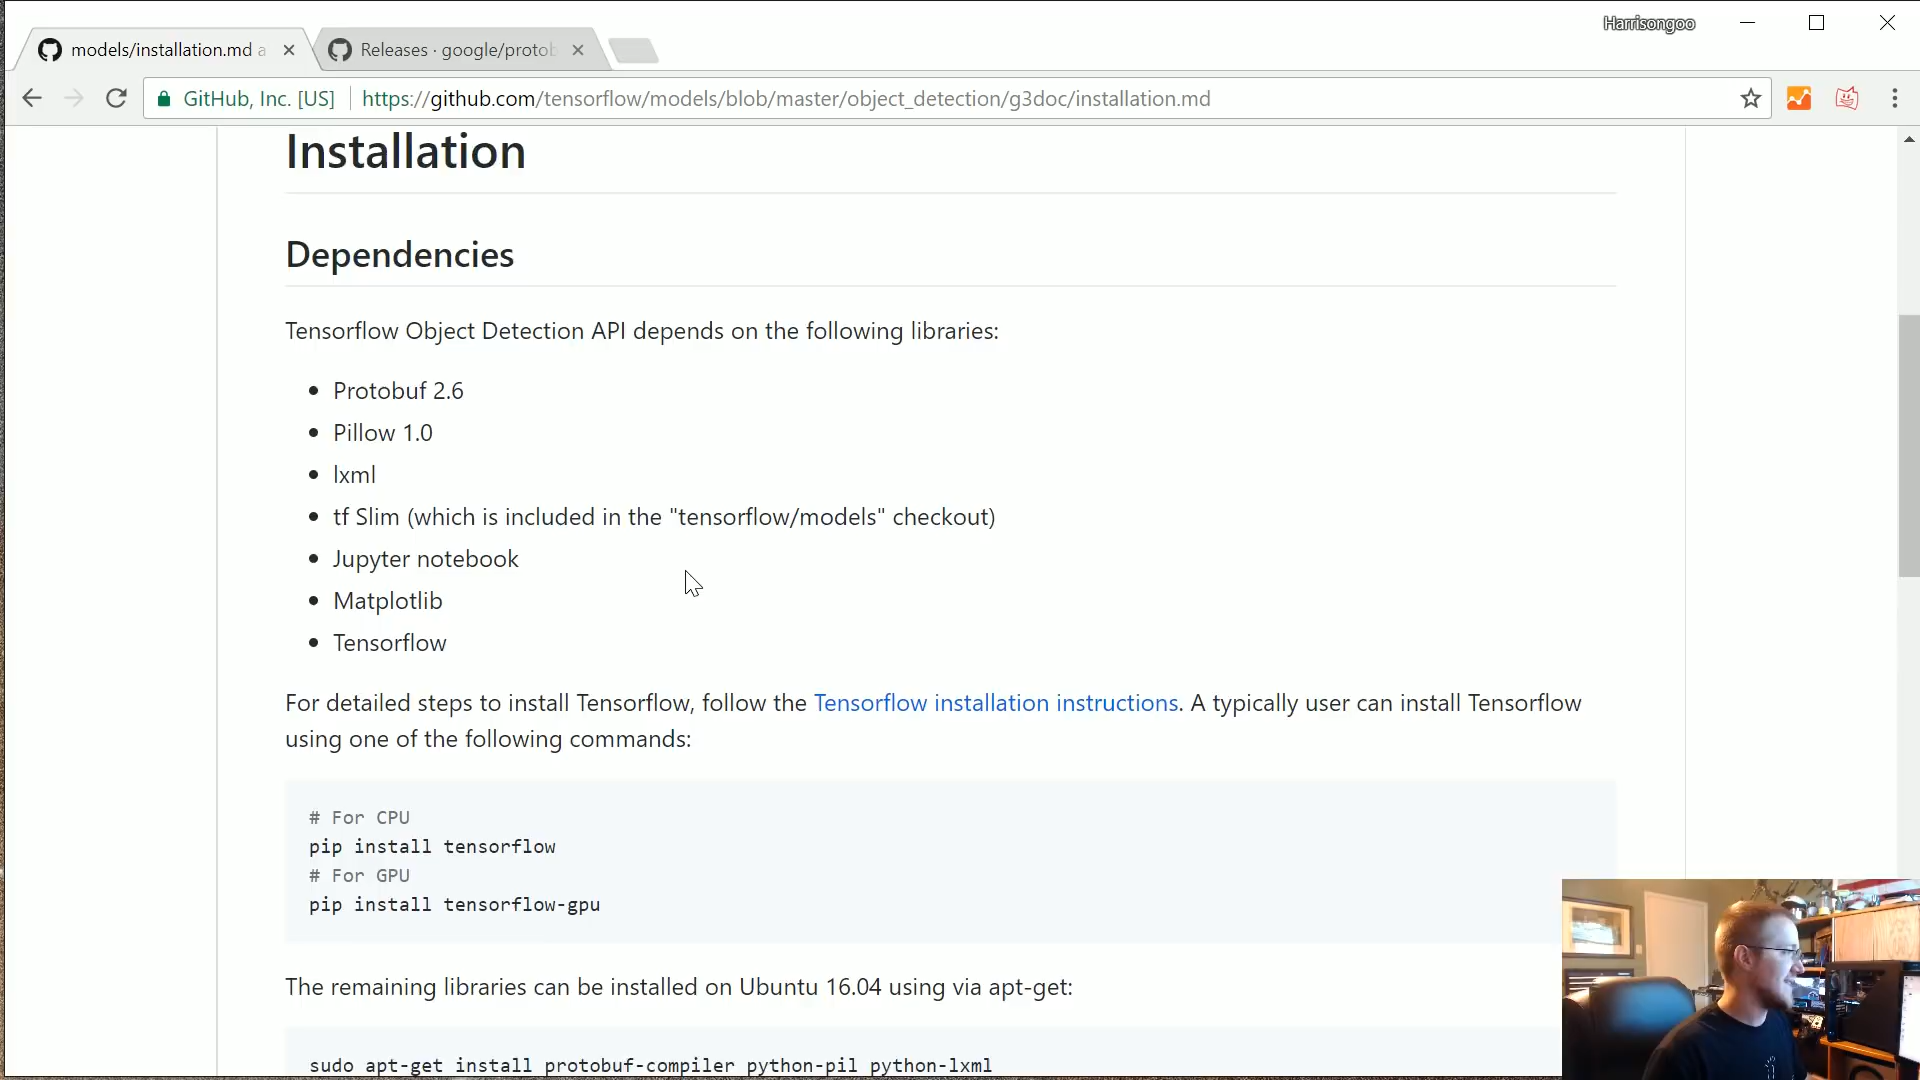 Harrisongoo
models/installation.md a
Releases · google/protob
GitHub, Inc. [US] https://github.com/tensorflow/models/blob/master/object_detection/g3doc/installation.md
Installation
Dependencies
Tensorflow Object Detection API depends on the following libraries:
Protobuf 2.6
Pillow 1.0
lxml
tf Slim (which is included in the "tensorflow/models" checkout)
Jupyter notebook
Matplotlib
Tensorflow
For detailed steps to install Tensorflow, follow the Tensorflow installation instructions. A typically user can install Tensorflow
using one of the following commands:
# For CPU
pip install tensorflow
# For GPU
pip install tensorflow-gpu
The remaining libraries can be installed on Ubuntu 16.04 using via apt-get:
sudo apt-get install protobuf-compiler python-pil python-lxml